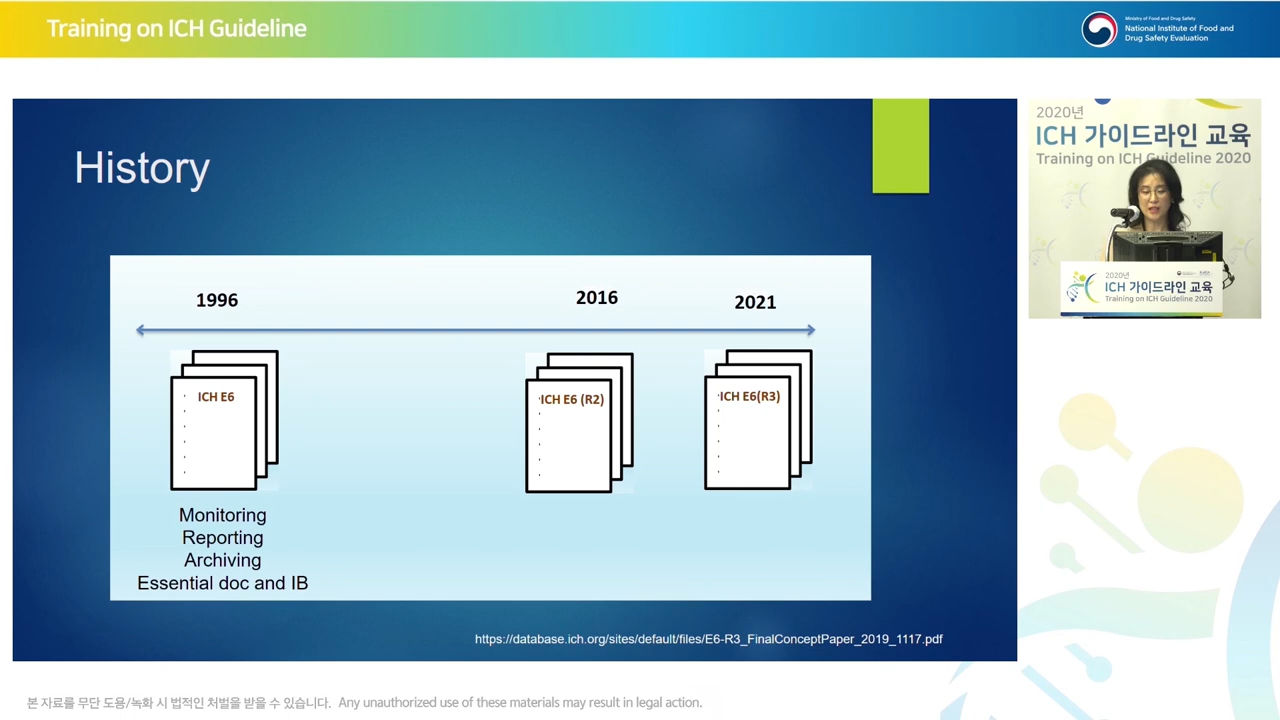 Training on ICH Guideline
Ministry of Food and Drug Safety
National Institute of Food and
Drug Safety Evaluation
History
1996
2016
2021
ICH E6
ICH E6 (R2)
ICH E6(R3)
Monitoring
Reporting
Archiving
Essential doc and IB
https://database.ich.org/sites/default/files/E6-R3_FinalConceptPaper_2019_1117.pdf
2020년
ICH 가이드라인 교육
Training on ICH Guideline 2020
2020년
ICH 가이드라인 교육
Training on ICH Guideline 2020
본 자료를 무단 도용/녹화 시 법적인 처벌을 받을 수 있습니다. Any unauthorized use of these materials may result in legal action.